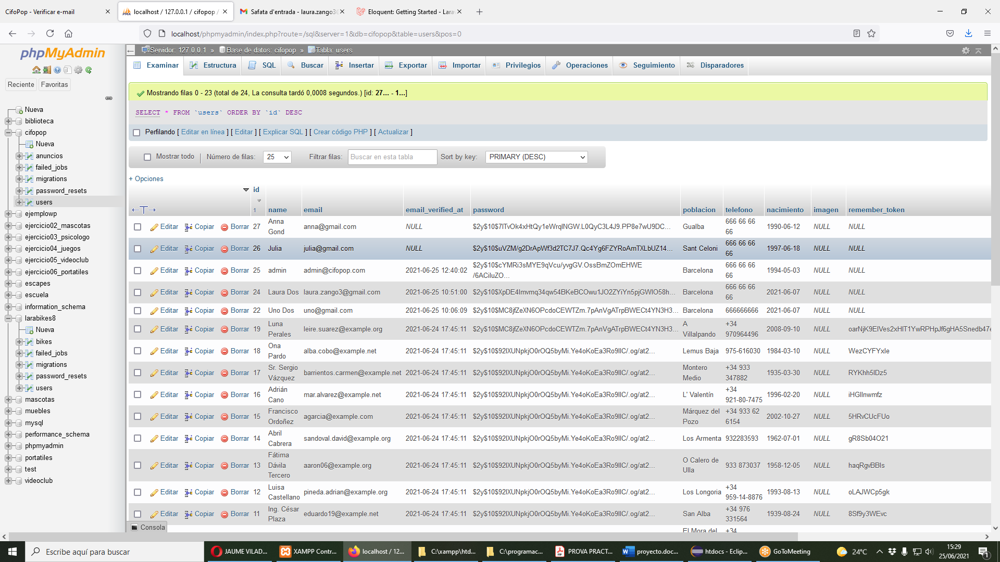 CifoPop - Verificar e-mail
localhost / 127.0.0.1 / cifopop /
Safata d'entrada - laura.zango3
Eloquent: Getting Started - Lara
localhost/phpmyadmin/index.php?route=/sql&server=1&db=cifopop&table=users&pos=0
phpMyAdmin
Reciente Favoritas
Nueva
biblioteca
cifopop
Nueva
anuncios
failed_jobs
migrations
password_resets
users
ejemplowp
ejercicio02_mascotas
ejercicio03_psicologo
ejercicio04_juegos
ejercicio05_videoclub
ejercicio06_portatiles
escapes
escuela
information_schema
larabikes8
Nueva
bikes
failed_jobs
migrations
password_resets
users
mascotas
muebles
mysql
performance_schema
phpmyadmin
portatiles
test
videoclub
Servidor: 127.0.0.1 » Base de datos: cifopop » Tabla: users
Examinar Estructura SQL Buscar Insertar Exportar Importar Privilegios Operaciones Seguimiento Disparadores
Mostrando filas 0 - 23 (total de 24, La consulta tardó 0,0008 segundos.) [id: 27... - 1...]
SELECT * FROM `users` ORDER BY `id` DESC
Perfilando [ Editar en línea ] [ Editar ] [ Explicar SQL ] [ Crear código PHP ] [ Actualizar ]
Mostrar todo Número de filas: 25 Filtrar filas: Buscar en esta tabla Sort by key: PRIMARY (DESC)
+ Opciones
id 1 name email email_verified_at password poblacion telefono nacimiento imagen remember_token
Editar Copiar Borrar 27 Anna Gond anna@gmail.com NULL $2y$10$7lTvOk4xHtQy1eWrqlNGW.L0QyC3L4J9.PP8e7wU9DC... Gualba 666 66 66 66 1990-06-12 NULL NULL
Editar Copiar Borrar 26 Julia julia@gmail.com NULL $2y$10$uVZM/g2DrApWf3d2TC7J7.Qc4Yg6FZYRoAmTXLbUZ14... Sant Celoni 666 66 66 66 1997-06-18 NULL NULL
Editar Copiar Borrar 25 admin admin@cifopop.com 2021-06-25 12:40:02 $2y$10$cYMRi3sMYE9qVcu/yvgGV.OssBmZOmEHWE /6ACiluZO... Barcelona 666 66 66 66 1994-05-03 NULL NULL
Editar Copiar Borrar 24 Laura Dos laura.zango3@gmail.com 2021-06-25 10:51:00 $2y$10$XpDE4Imvmq34qw54BKeBCOwu1JO2ZYiYn5pjGWIO58h... Barcelona 666 66 66 66 2021-06-07 NULL NULL
Editar Copiar Borrar 22 Uno Dos uno@gmail.com 2021-06-25 10:06:09 $2y$10$MC8jfZeXN6OPcdoCEWTZm.7pAnVgATrpBWECt4YN3H3... Barcelona 666666666 2021-06-07 NULL NULL
Editar Copiar Borrar 19 Luna Perales leire.suarez@example.org 2021-06-24 17:45:11 $2y$10$MC8jfZeXN6OPcdoCEWTZm.7pAnVgATrpBWECt4YN3H3... A Villalpando +34 970964496 2008-09-10 NULL oarNjK9EIVes2xHIT1YwRPHpJf6gHA5Snedb47e
Editar Copiar Borrar 18 Ona Pardo alba.cobo@example.net 2021-06-24 17:45:11 $2y$10$92IXUNpkjO0rOQ5byMi.Ye4oKoEa3Ro9llC/.og/at2... Lemus Baja 975-616030 1984-03-10 NULL WezCYFYxle
Editar Copiar Borrar 17 Sr. Sergio Vázquez barrientos.carmen@example.net 2021-06-24 17:45:11 $2y$10$92IXUNpkjO0rOQ5byMi.Ye4oKoEa3Ro9llC/.og/at2... Montero Medio +34 933 347882 1935-03-30 NULL RYKhh5lDz5
Editar Copiar Borrar 16 Adrián Cano mar.alvarez@example.net 2021-06-24 17:45:11 $2y$10$92IXUNpkjO0rOQ5byMi.Ye4oKoEa3Ro9llC/.og/at2... L' Valentín +34 921-80-7475 1996-02-20 NULL iHGllnwmfz
Editar Copiar Borrar 15 Francisco Ordoñez agarcia@example.com 2021-06-24 17:45:11 $2y$10$92IXUNpkjO0rOQ5byMi.Ye4oKoEa3Ro9llC/.og/at2... Márquez del Pozo +34 933 62 6154 2002-10-27 NULL 5HRvCUcFUo
Editar Copiar Borrar 14 Abril Cabrera sandoval.david@example.org 2021-06-24 17:45:11 $2y$10$92IXUNpkjO0rOQ5byMi.Ye4oKoEa3Ro9llC/.og/at2... Los Armenta 932283593 1962-07-01 NULL gR8Sb04O21
Editar Copiar Borrar 13 Fátima Dávila Tercero aaron06@example.org 2021-06-24 17:45:11 $2y$10$92IXUNpkjO0rOQ5byMi.Ye4oKoEa3Ro9llC/.og/at2... O Calero de Ulla 933 873037 1958-12-05 NULL haqRgvBBls
Editar Copiar Borrar 12 Luisa Castellano pineda.adrian@example.org 2021-06-24 17:45:11 $2y$10$92IXUNpkjO0rOQ5byMi.Ye4oKoEa3Ro9llC/.og/at2... Los Longoria +34 959-14-8876 1993-08-13 NULL oLAJWCp5gk
Editar Copiar Borrar 11 Ing. César Plaza eduardo19@example.net 2021-06-24 17:45:11 $2y$10$92IXUNpkjO0rOQ5byMi.Ye4oKoEa3Ro9llC/.og/at2... San Alba +34 976 331564 1939-08-24 NULL 8Sf9y3WEvc
El Mora del +34
Consola
Escribe aquí para buscar
JAUME VILAD... XAMPP Contr... localhost / 12... C:\xampp\htd... C:\programac... PROVA PRACT... proyecto.doc... htdocs - Eclip... GoToMeeting
24°C
15:29
25/06/2021
1